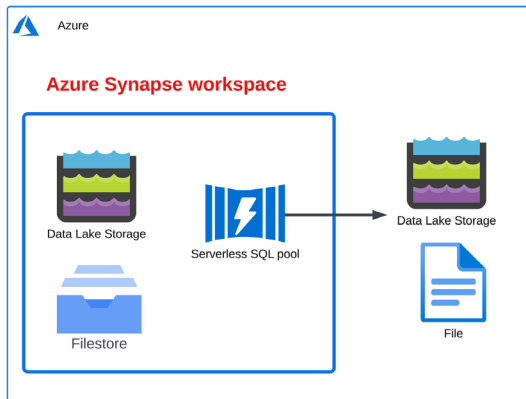 Azure
Azure Synapse workspace
Data Lake Storage
Serverless SQL pool
Filestore
Data Lake Storage
File